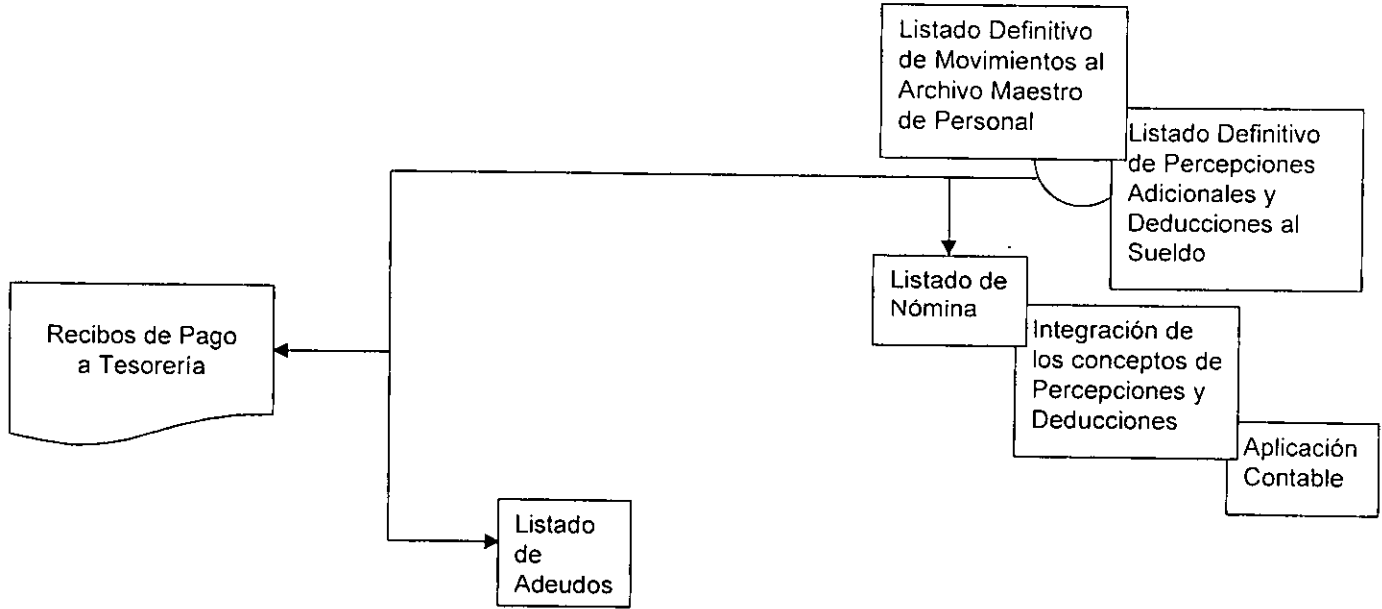 Listado Definitivo
de Movimientos al
Archivo Maestro
de Personal
Listado Definitivo
de Percepciones
Adicionales y
Deducciones al
Sueldo
Listado de
Nómina
Recibos de Pago
a Tesorería
Integración de
los conceptos de
Percepciones y
Deducciones
Aplicación
Contable
Listado
de
Adeudos